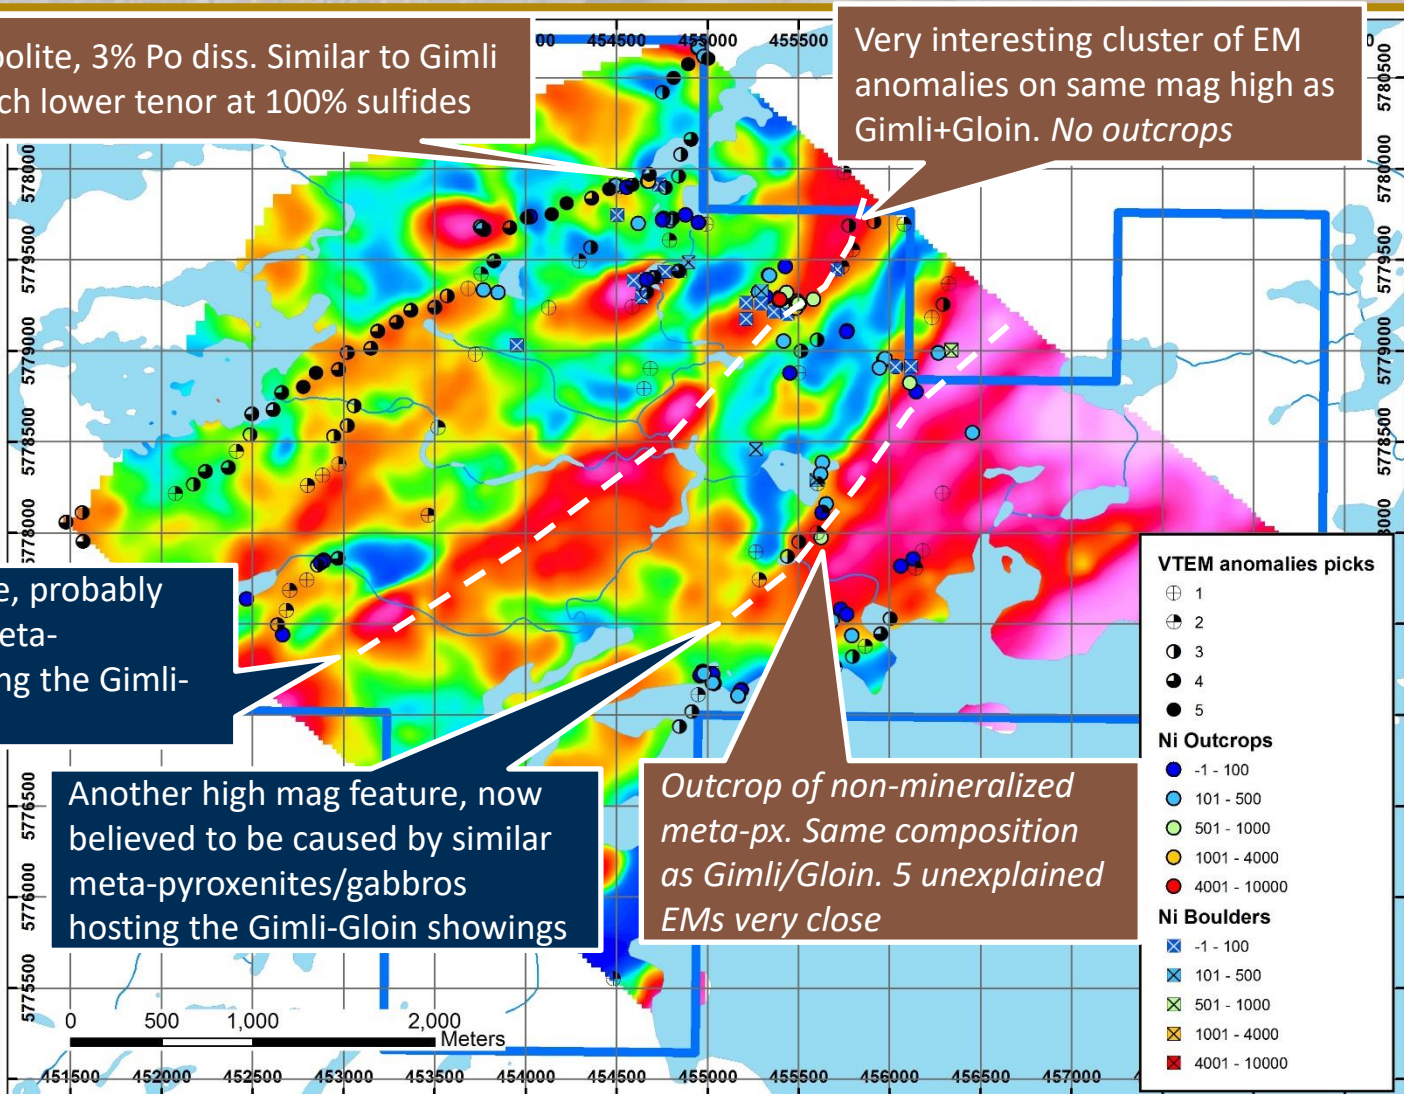 polite, 3% Po diss. Similar to Gimli
ch lower tenor at 100% sulfides
Very interesting cluster of EM
anomalies on same mag high as
Gimli+Gloin. No outcrops
454500 455000 455500
5780500
5780500
578000
5779500
5779000
5778500
5778000
578000
5779500
5779000
5778500
e, probably
eta-
ng the Gimli-
Another high mag feature, now
believed to be caused by similar
meta-pyroxenites/gabbros
hosting the Gimli-Gloin showings
Outcrop of non-mineralized
meta-px. Same composition
as Gimli/Gloin. 5 unexplained
EMs very close
5776500
5776000
5775500
VTEM anomalies picks
1
2
3
4
5
Ni Outcrops
-1 - 100
101 - 500
501 - 1000
1001 - 4000
4001 - 10000
Ni Boulders
-1 - 100
101 - 500
501 - 1000
1001 - 4000
4001 - 10000
0 500 1,000 2,000
Meters
451500 452000 452500 453000 453500 454000 454500 455000 455500 456000 456500 457000